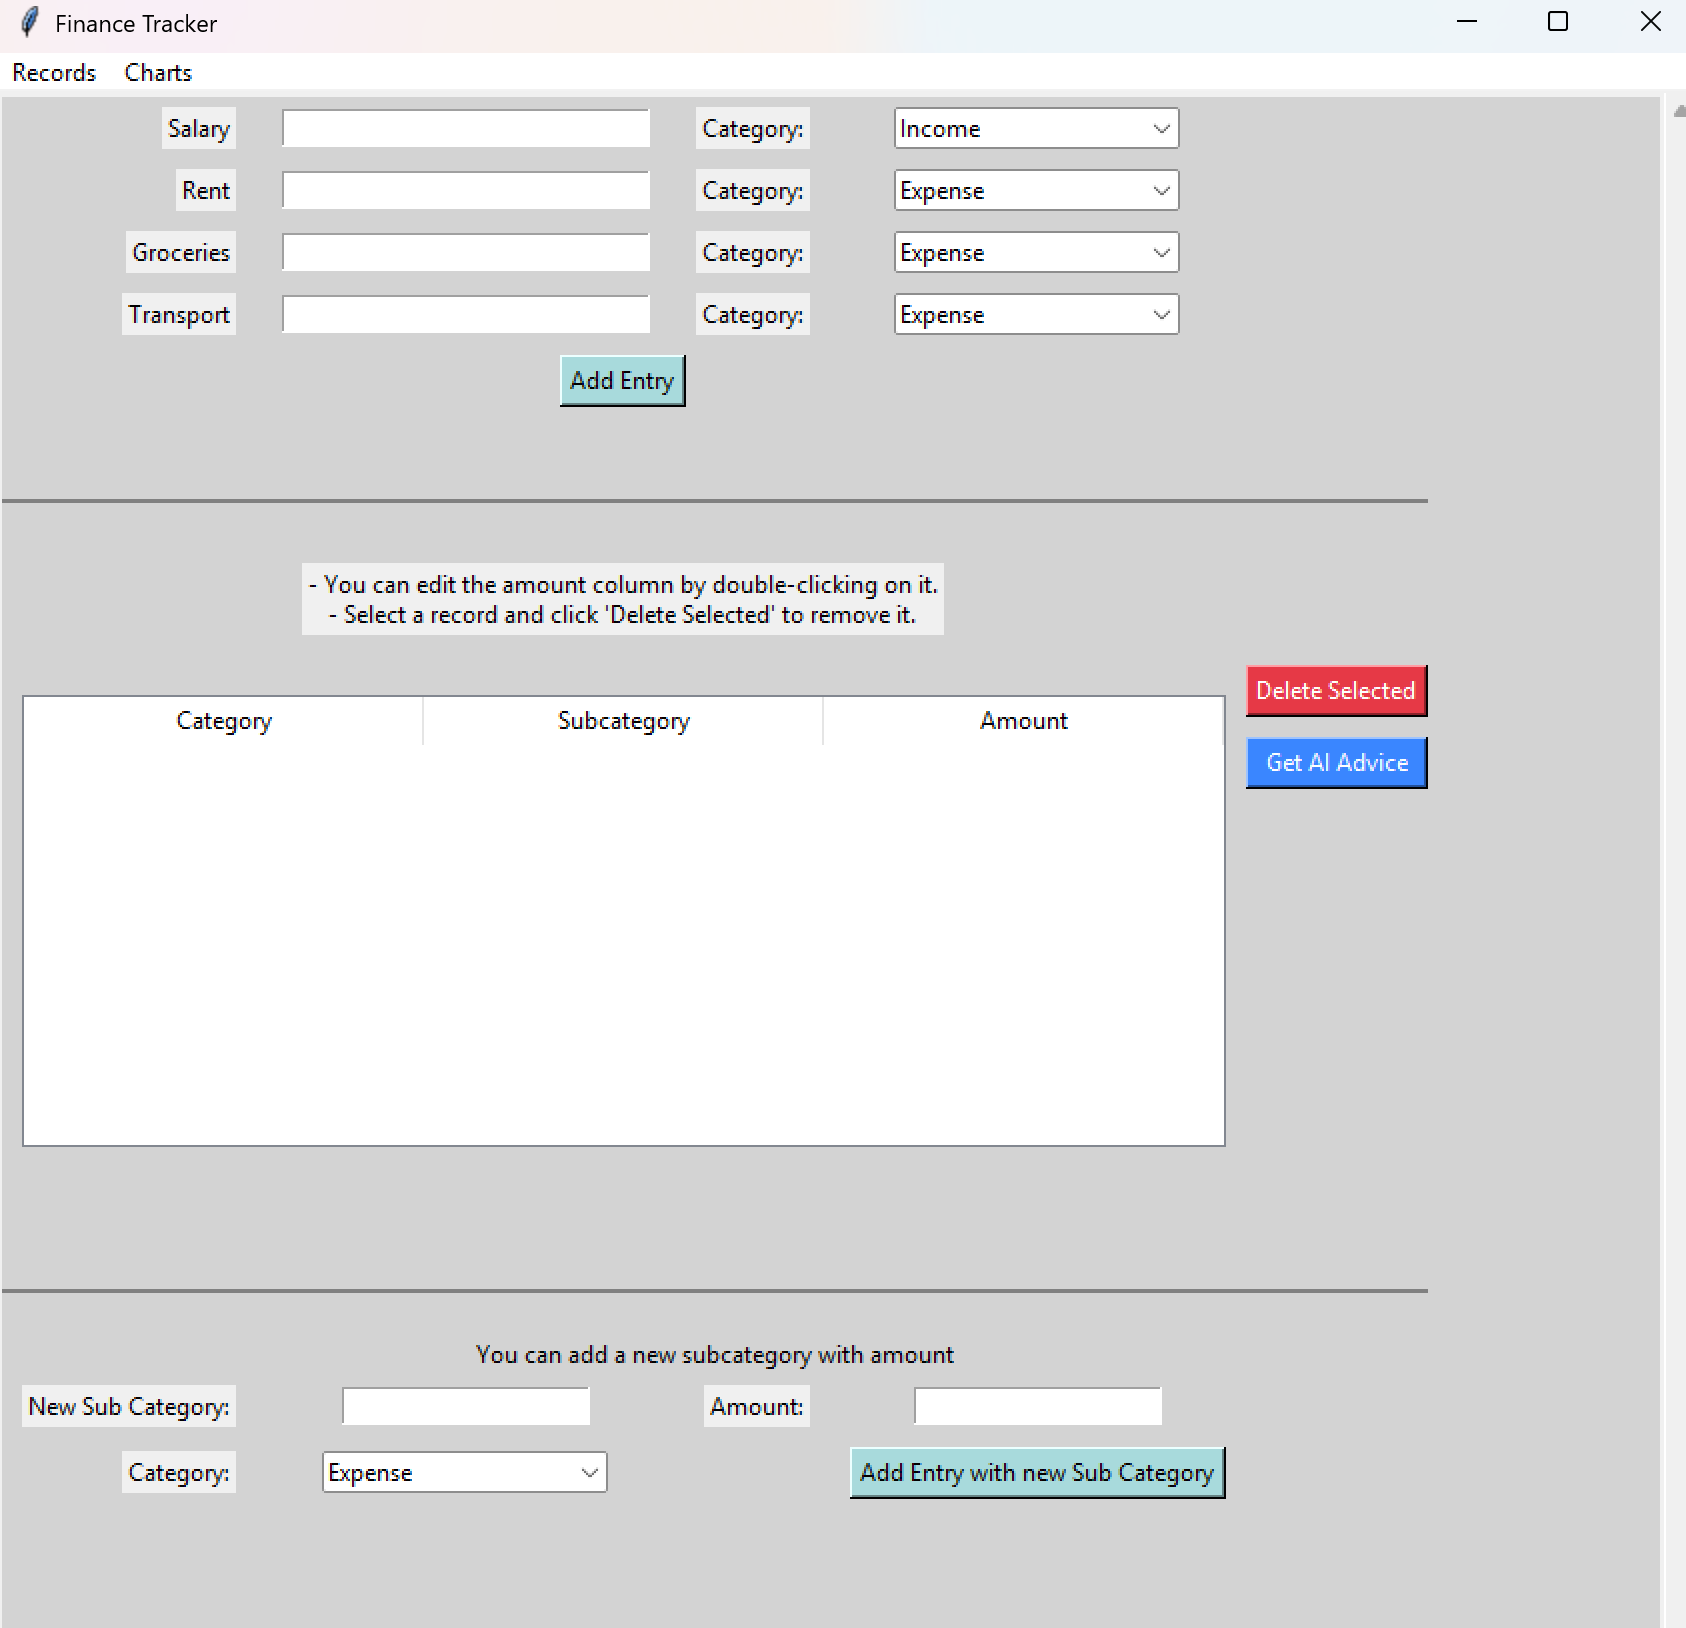 Finance Tracker
Records Charts
Salary Category: Income
Rent Category: Expense
Groceries Category: Expense
Transport Category: Expense
Add Entry
- You can edit the amount column by double-clicking on it.
- Select a record and click 'Delete Selected' to remove it.
Delete Selected
Category Subcategory Amount
Get AI Advice
You can add a new subcategory with amount
New Sub Category: Amount:
Category: Expense Add Entry with new Sub Category